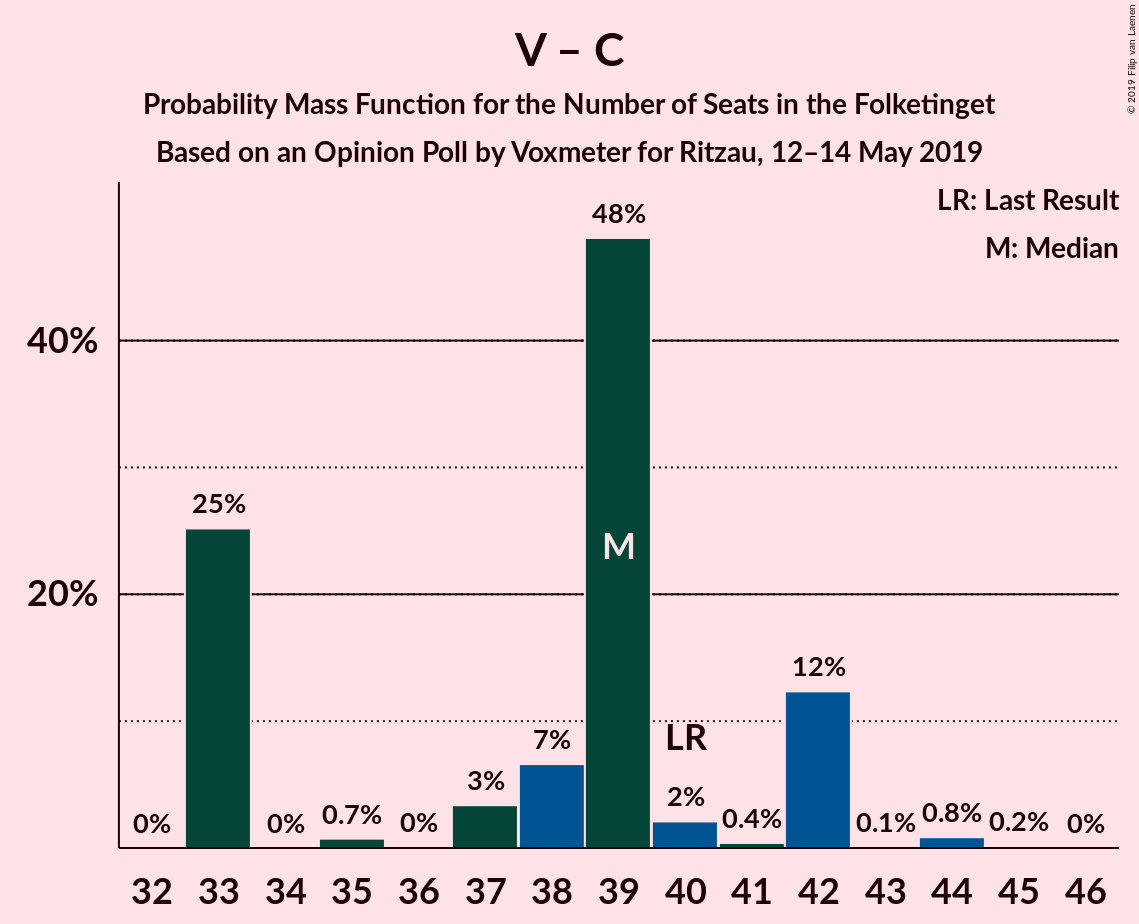 V – C
Probability Mass Function for the Number of Seats in the Folketinget
Based on an Opinion Poll by Voxmeter for Ritzau, 12–14 May 2019
© 2019 Filip van Laenen
LR: Last Result
M: Median
48%
40%
25%
M
20%
12%
LR
7%
3%
2%
0%
0%
0.7%
0%
0.4%
0.1%
0.8%
0.2%
0%
32 33 34 35 36 37 38 39 40 41 42 43 44 45 46